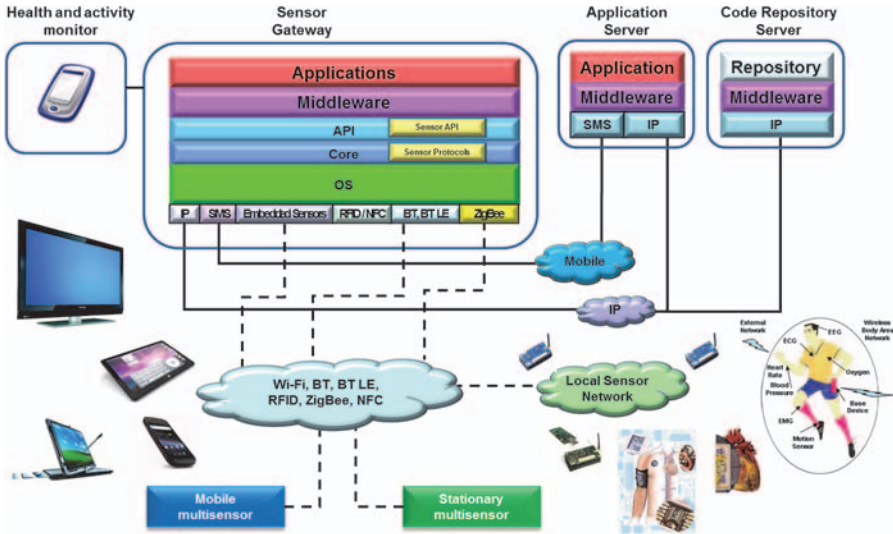 Health and activity
monitor
Sensor
Gateway
Application
Server
Code Repository
Server
Applications
Middleware
API
Sensor API
Core
Sensor Protocols
OS
IP
SMS
Embedded Sensors
RFID / NFC
BT, BT LE
ZigBee
Application
Middleware
SMS
IP
Repository
Middleware
IP
Mobile
IP
Wi-Fi, BT, BT LE,
RFID, ZigBee, NFC
Local Sensor
Network
Mobile
multisensor
Stationary
multisensor
External
Network
Wireless
Body Area
Network
EEG
ECG
Heart
Rate
Oxygen
Blood
Pressure
Base
Device
EMG
Motion
Sensor